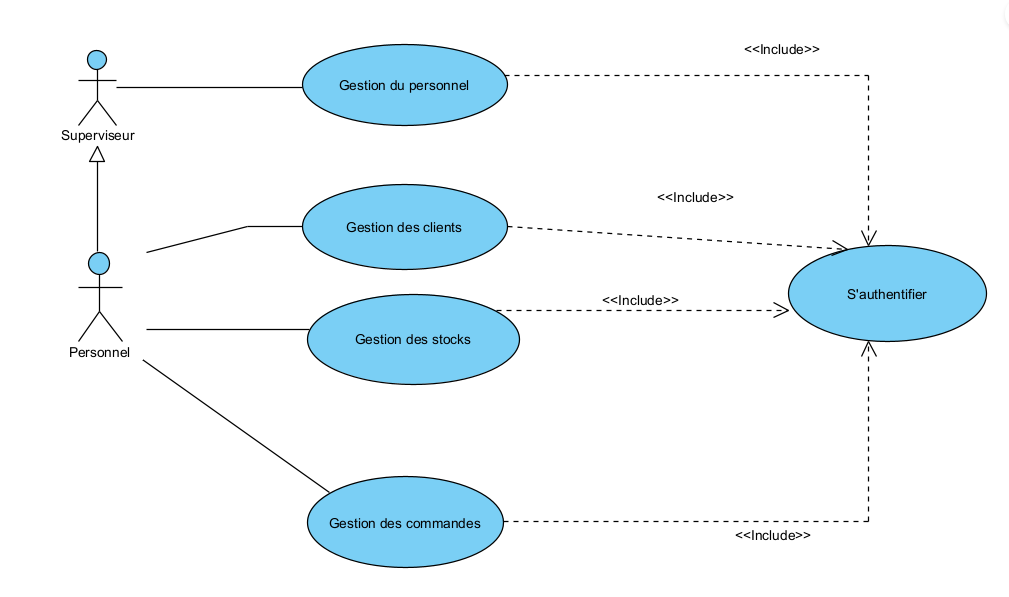 <<Include>>
Gestion du personnel
Superviseur
<<Include>>
Gestion des clients
S'authentifier
<<Include>>
Gestion des stocks
Personnel
Gestion des commandes
<<Include>>